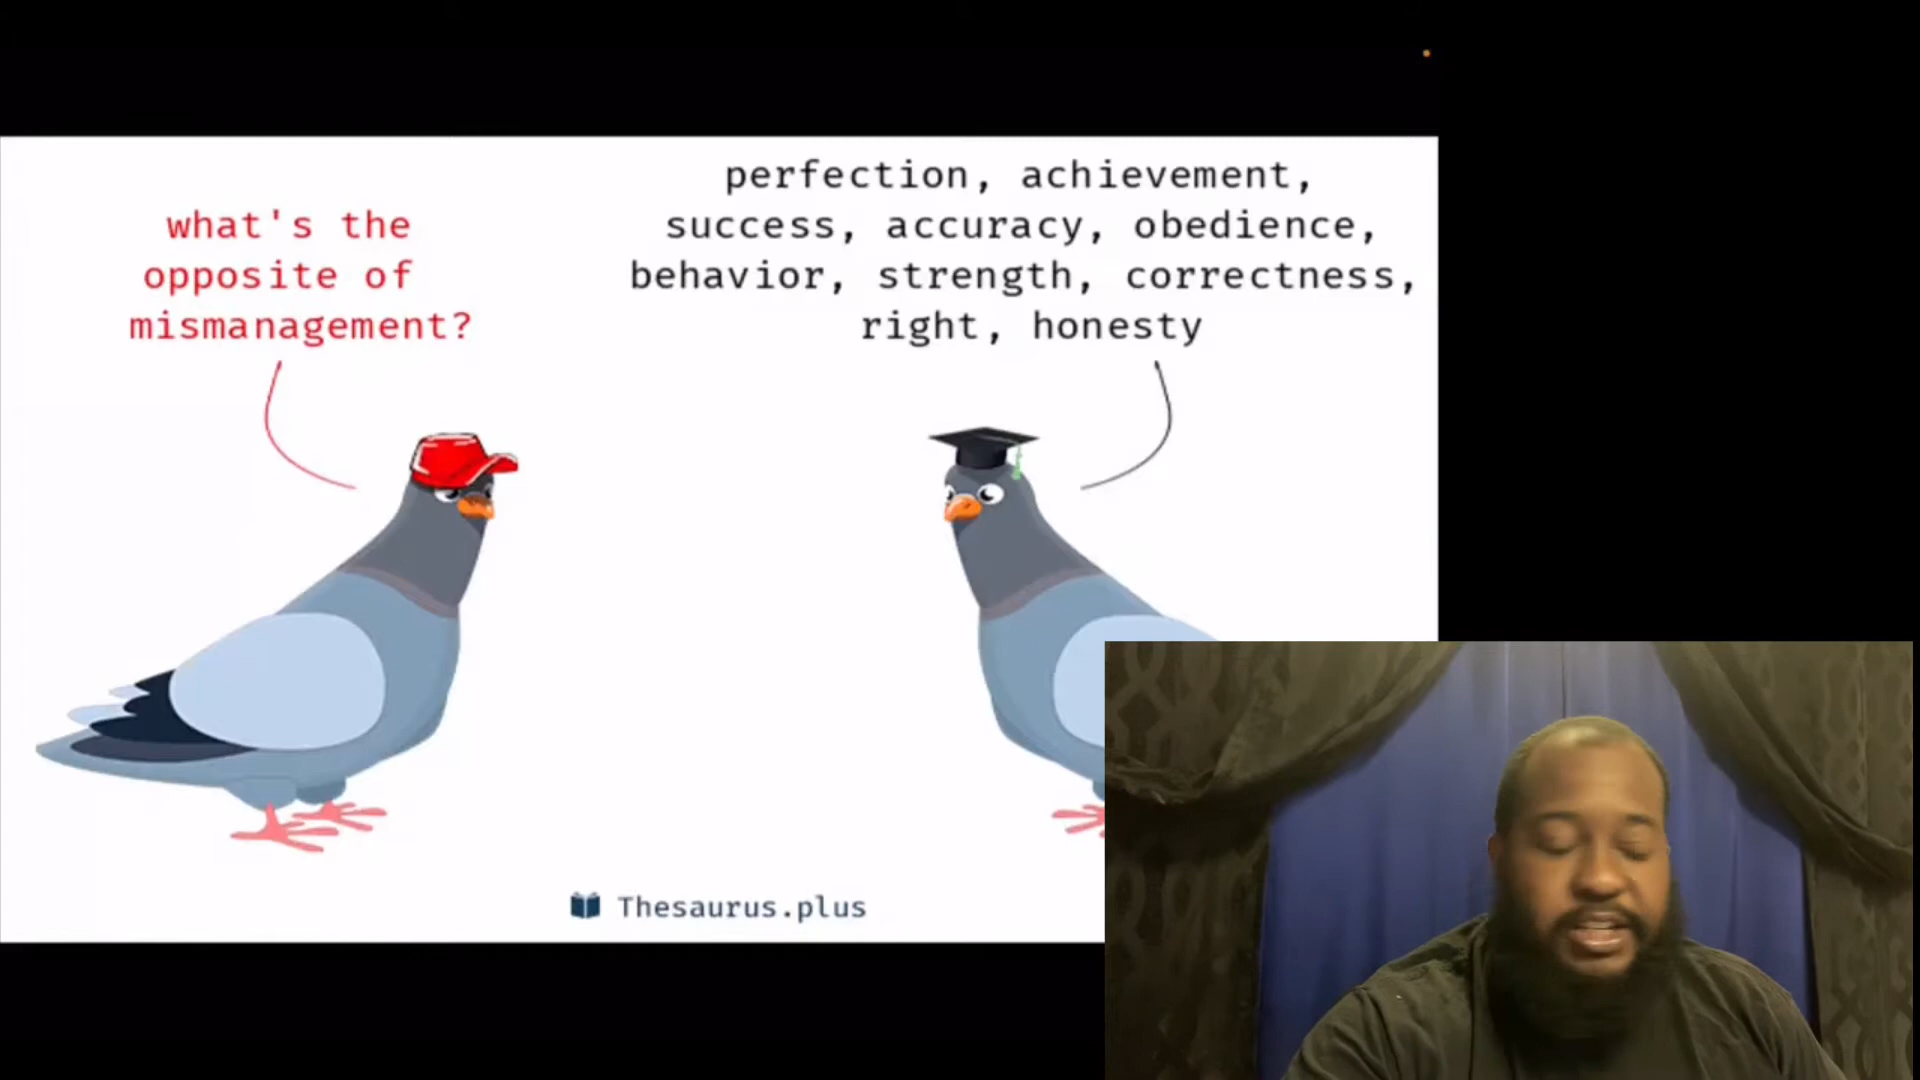 what's the
opposite of
mismanagement?
perfection, achievement,
success, accuracy, obedience,
behavior, strength, correctness,
right, honesty
Thesaurus.plus